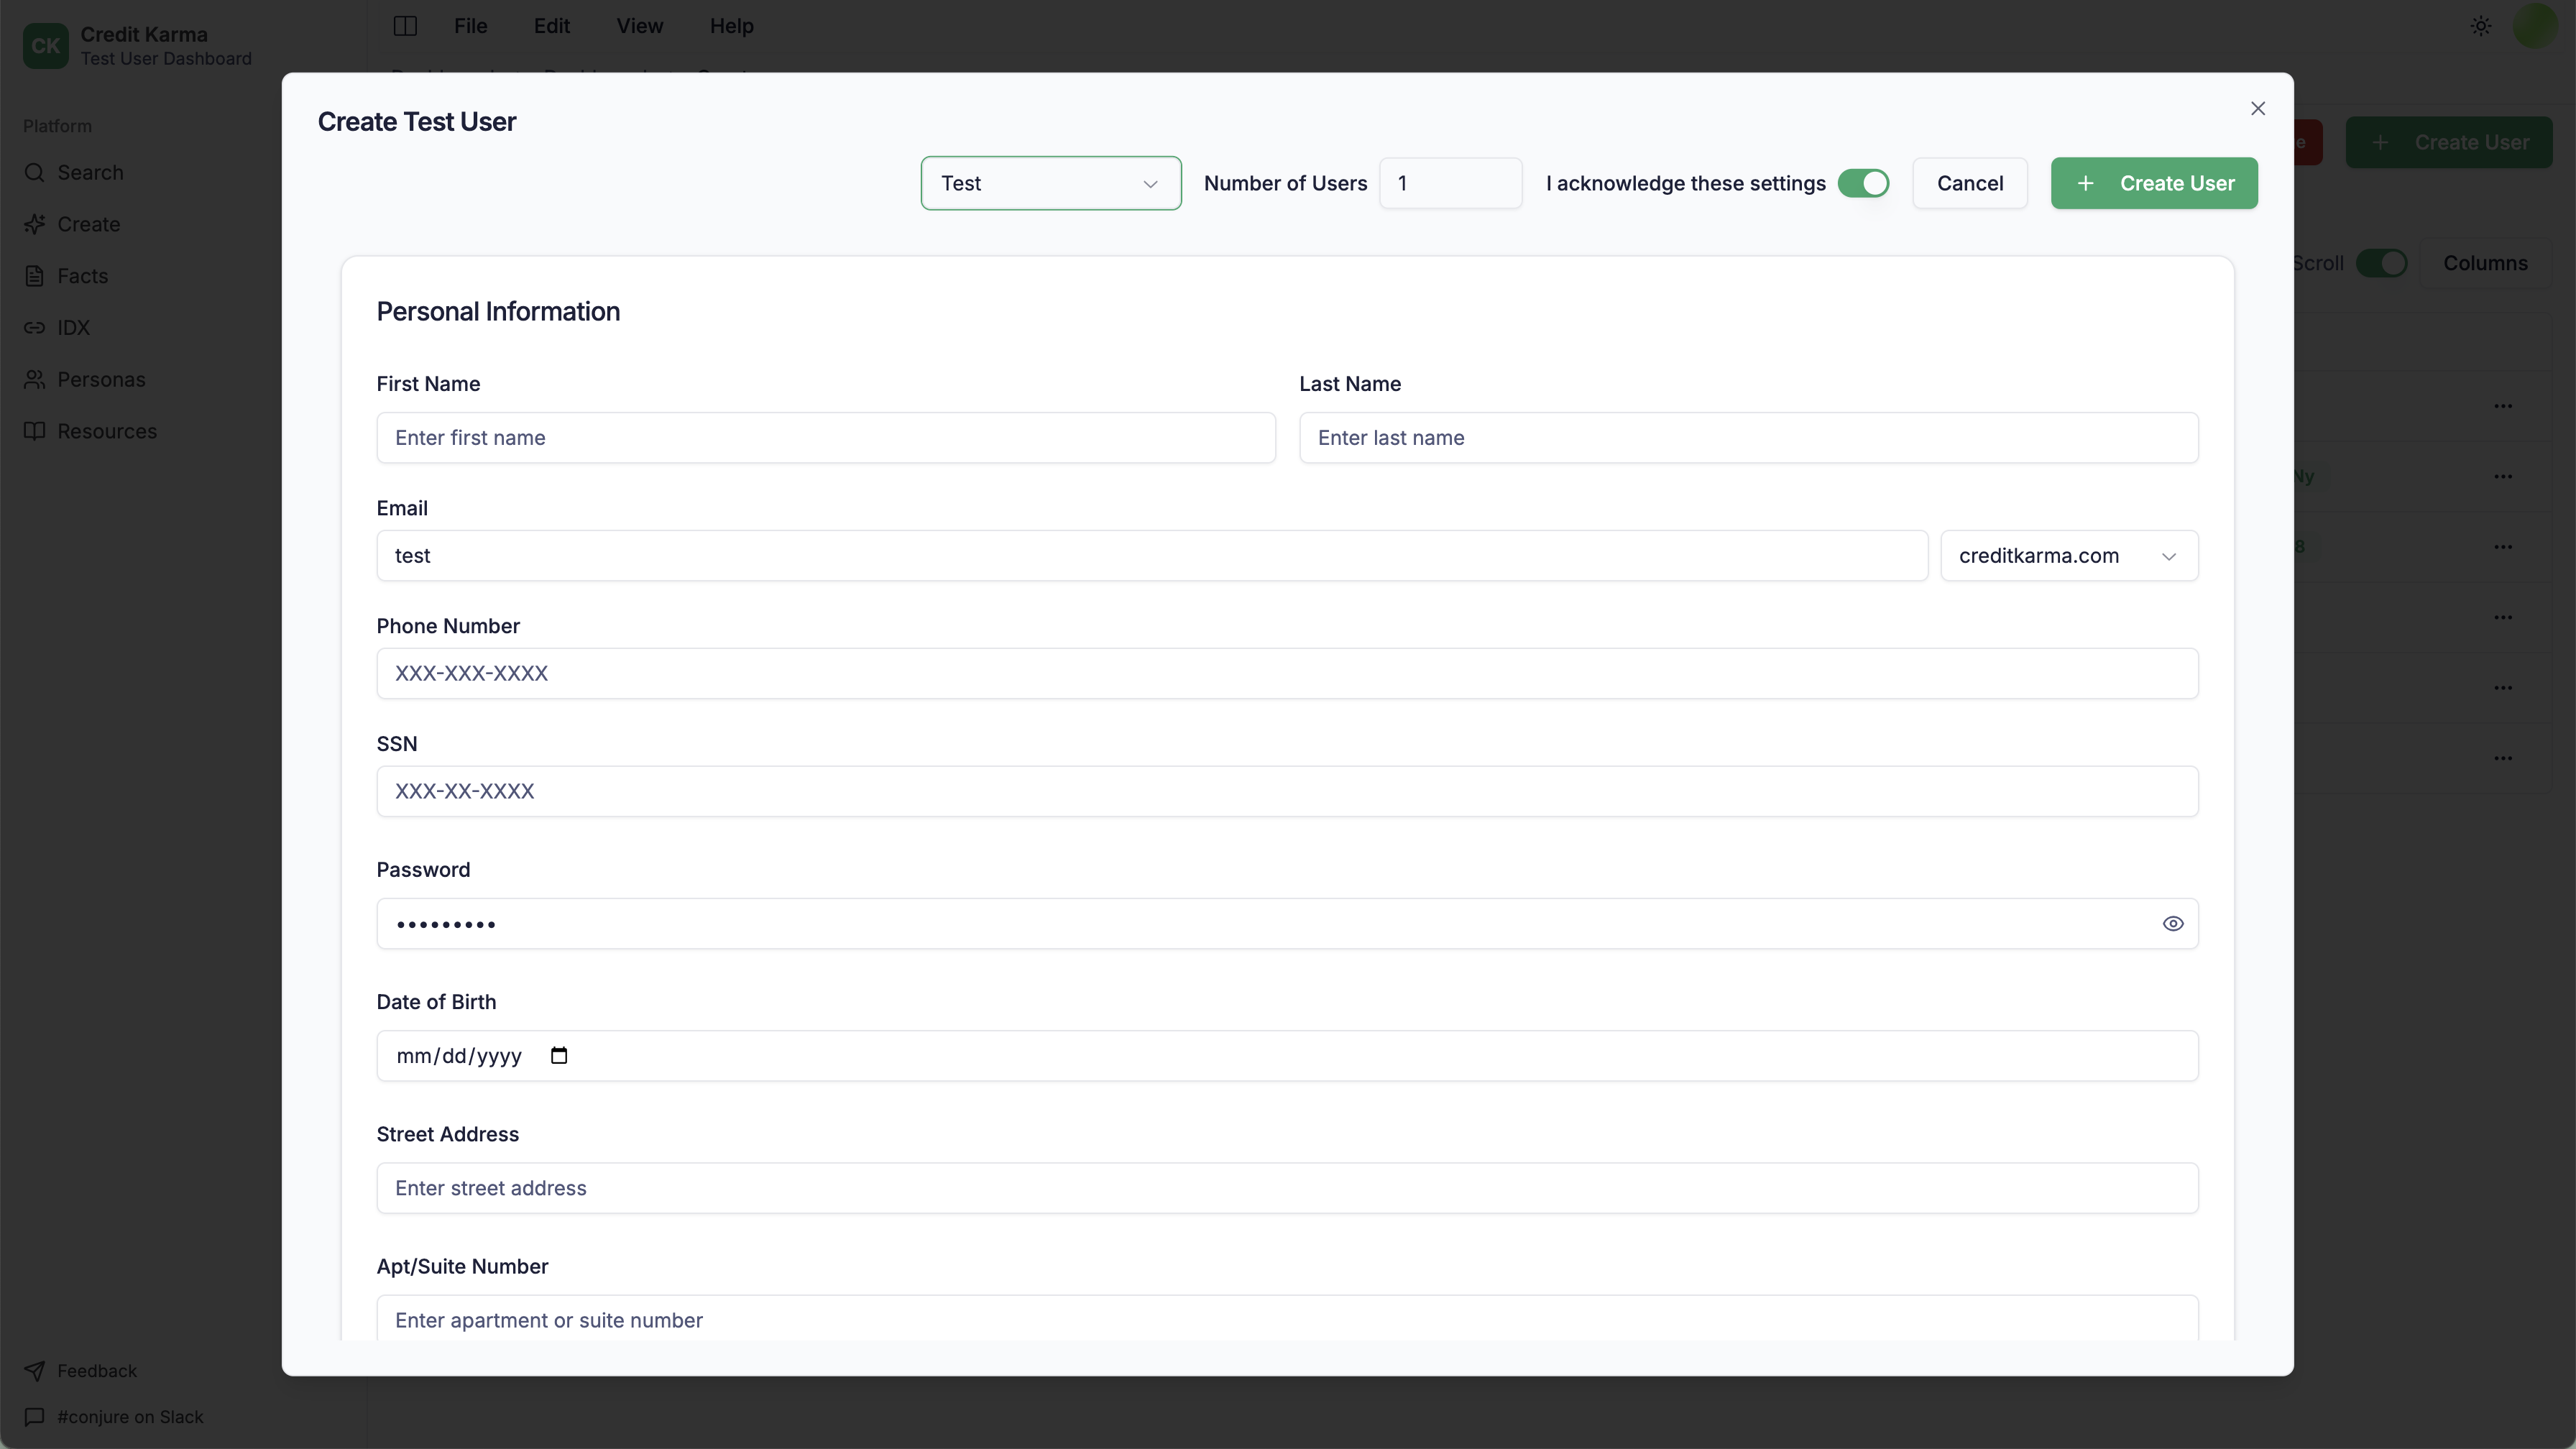 CK
Credit Karma
Test User Dashboard
File Edit View Help
Platform
Search
Create
Facts
IDX
Personas
Resources
Feedback
#conjure on Slack
Create User
Scroll Columns
Create Test User
Test Number of Users 1 I acknowledge these settings Cancel + Create User
Personal Information
First Name Last Name
Enter first name Enter last name
Email
test creditkarma.com
Phone Number
XXX-XXX-XXXX
SSN
XXX-XX-XXXX
Password
•••••••••
Date of Birth
mm/dd/yyyy
Street Address
Enter street address
Apt/Suite Number
Enter apartment or suite number